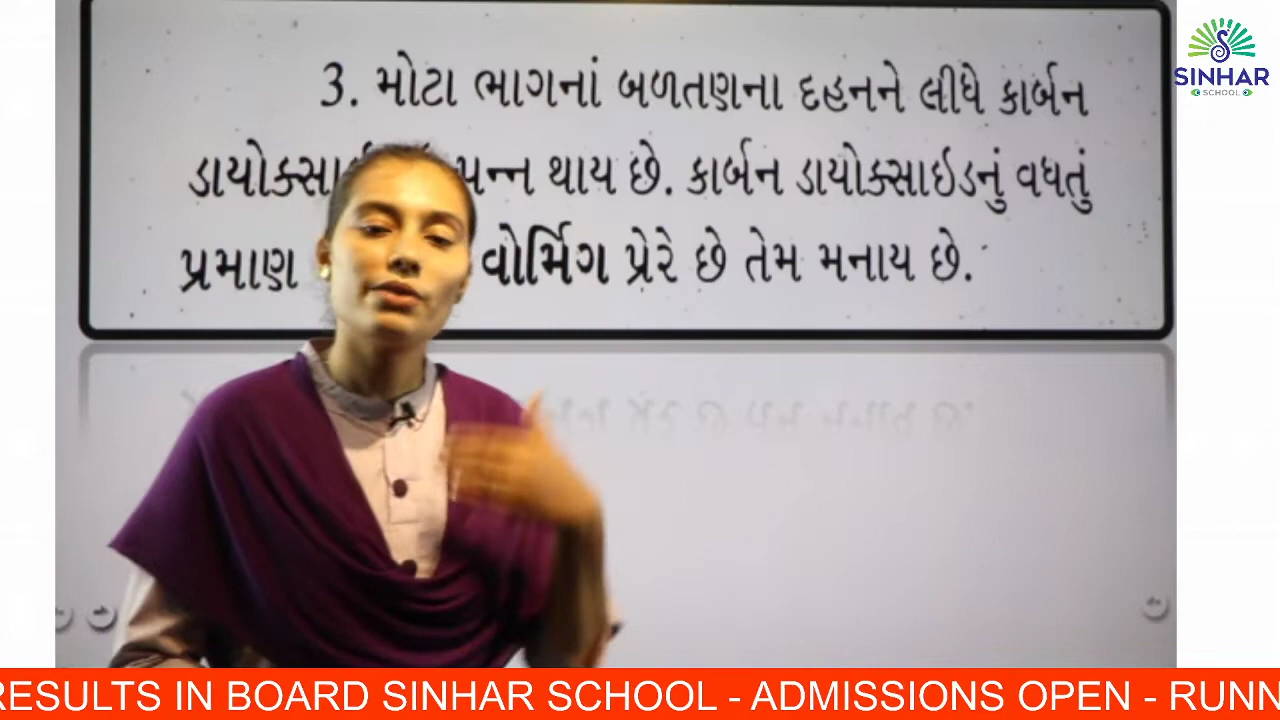 3. મોટા ભાગનાં બળતણના દહનને લીધે કાર્બન
થાય છે. કાર્બન ડાયોક્સાઇડનું વધતું
પ્રમાણ વોર્મિંગ પ્રેરે છે તેમ મનાય છે.
SINHAR
SCHOOL
RESULTS IN BOARD SINHAR SCHOOL - ADMISSIONS OPEN -